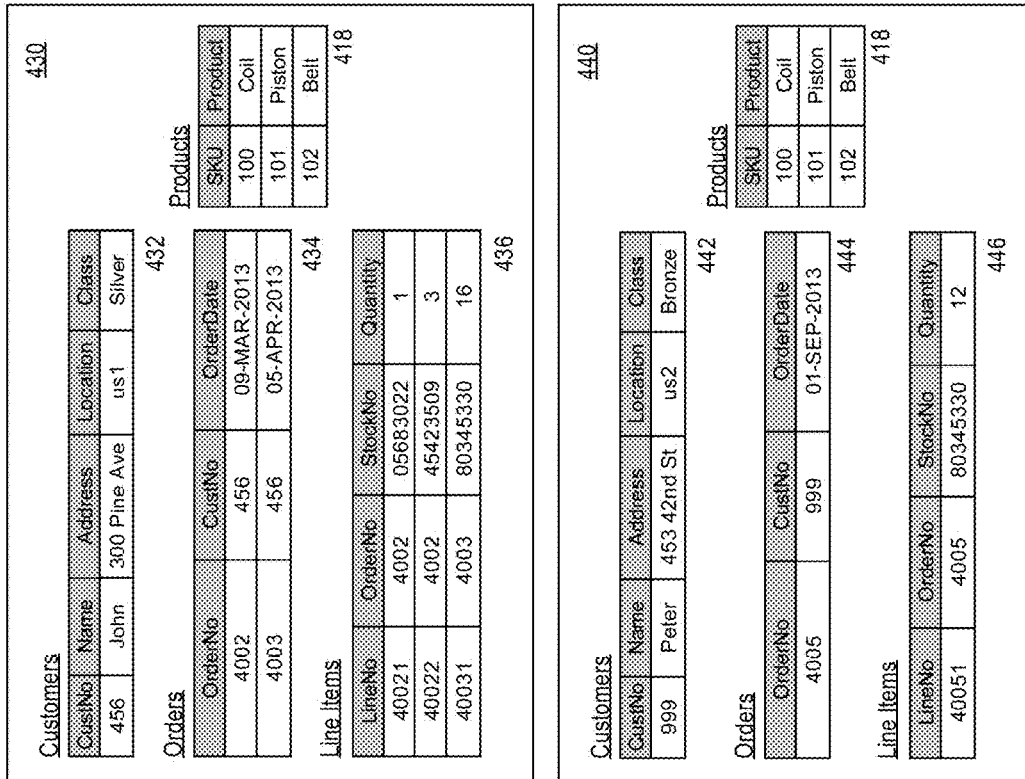 430
Customers
CustNo Name Address Location Class
456 John 300 Pine Ave us1 Silver
432
Orders
OrderNo CustNo OrderDate
4002 456 09-MAR-2013
4003 456 05-APR-2013
434
Line Items
LineNo OrderNo StockNo Quantity
40021 4002 05683022 1
40022 4002 45423509 3
40031 4003 80345330 16
436
Products
SKU Product
100 Coil
101 Piston
102 Belt
418
440
Customers
CustNo Name Address Location Class
999 Peter 453 42nd St us2 Bronze
442
Orders
OrderNo CustNo OrderDate
4005 999 01-SEP-2013
444
Line Items
LineNo OrderNo StockNo Quantity
40051 4005 80345330 12
446
Products
SKU Product
100 Coil
101 Piston
102 Belt
418